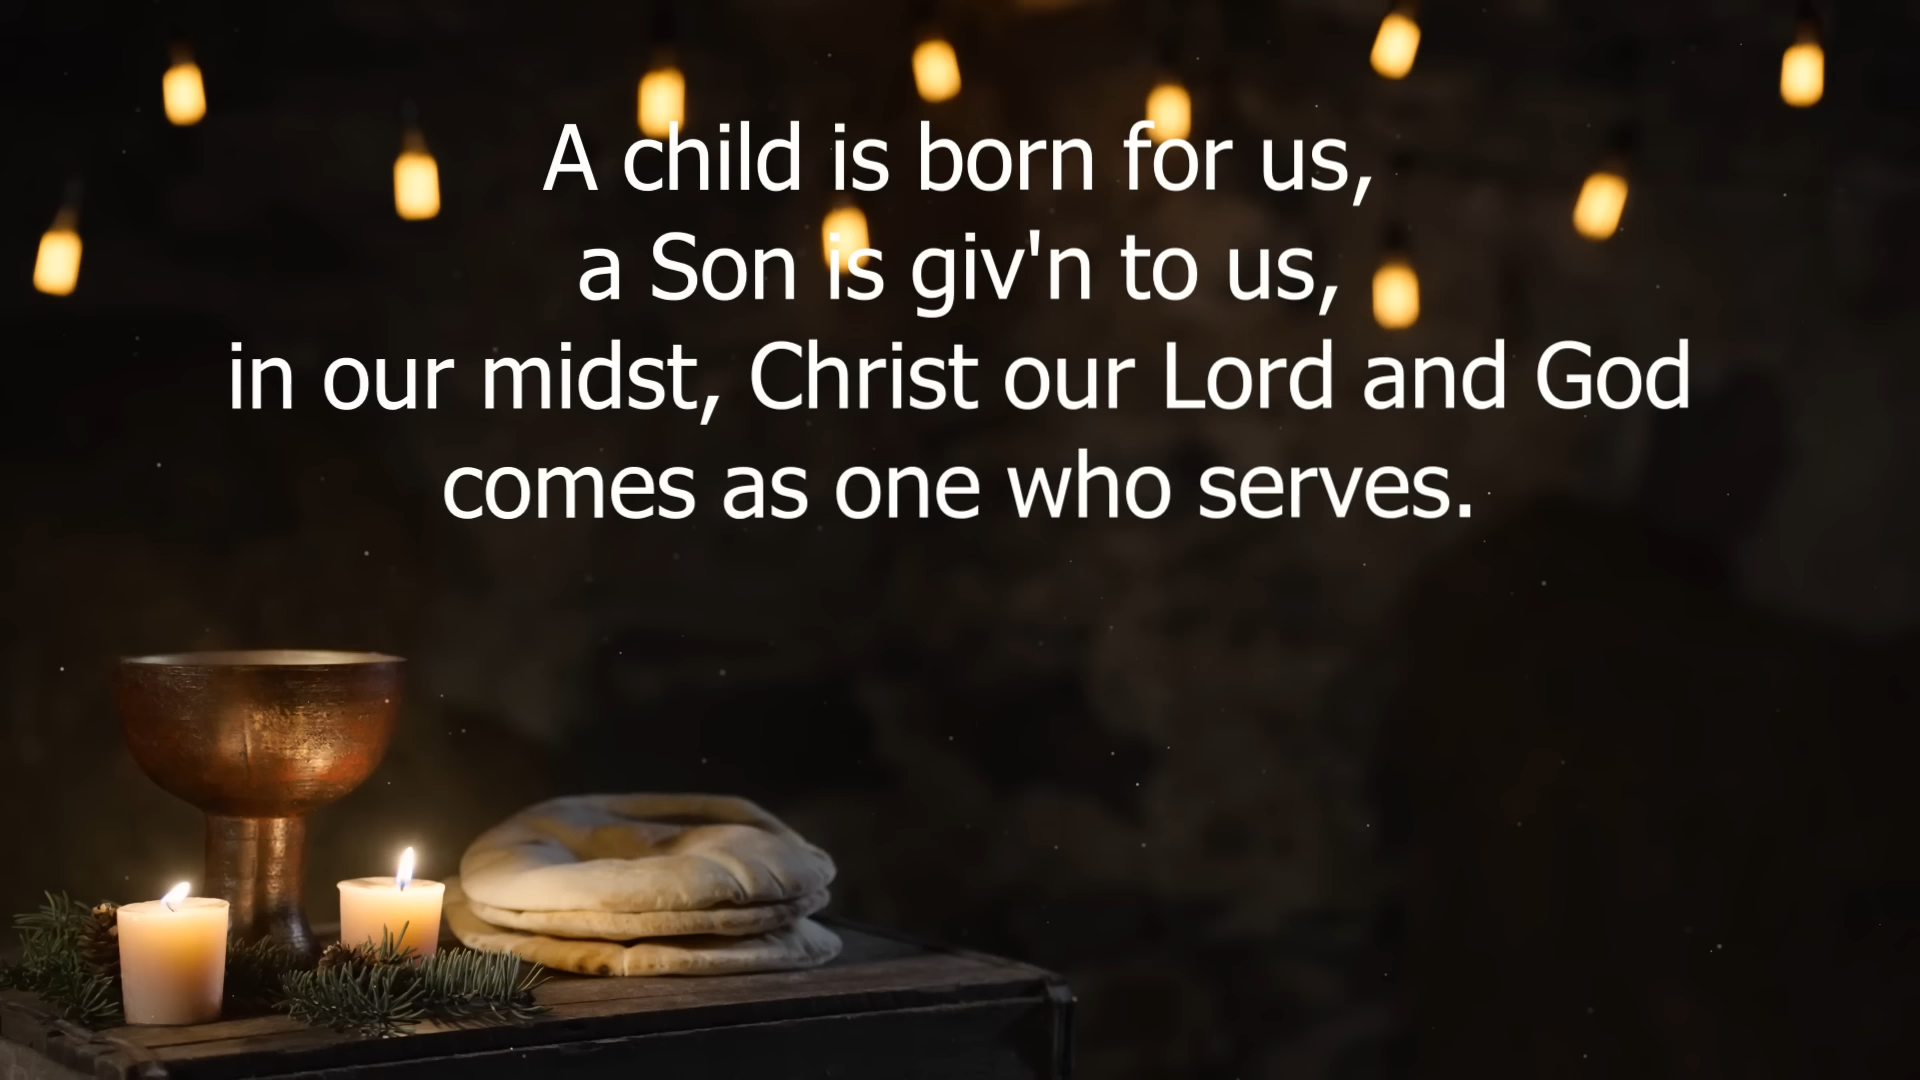 A child is born for us,
a Son is giv'n to us,
in our midst, Christ our Lord and God
comes as one who serves.